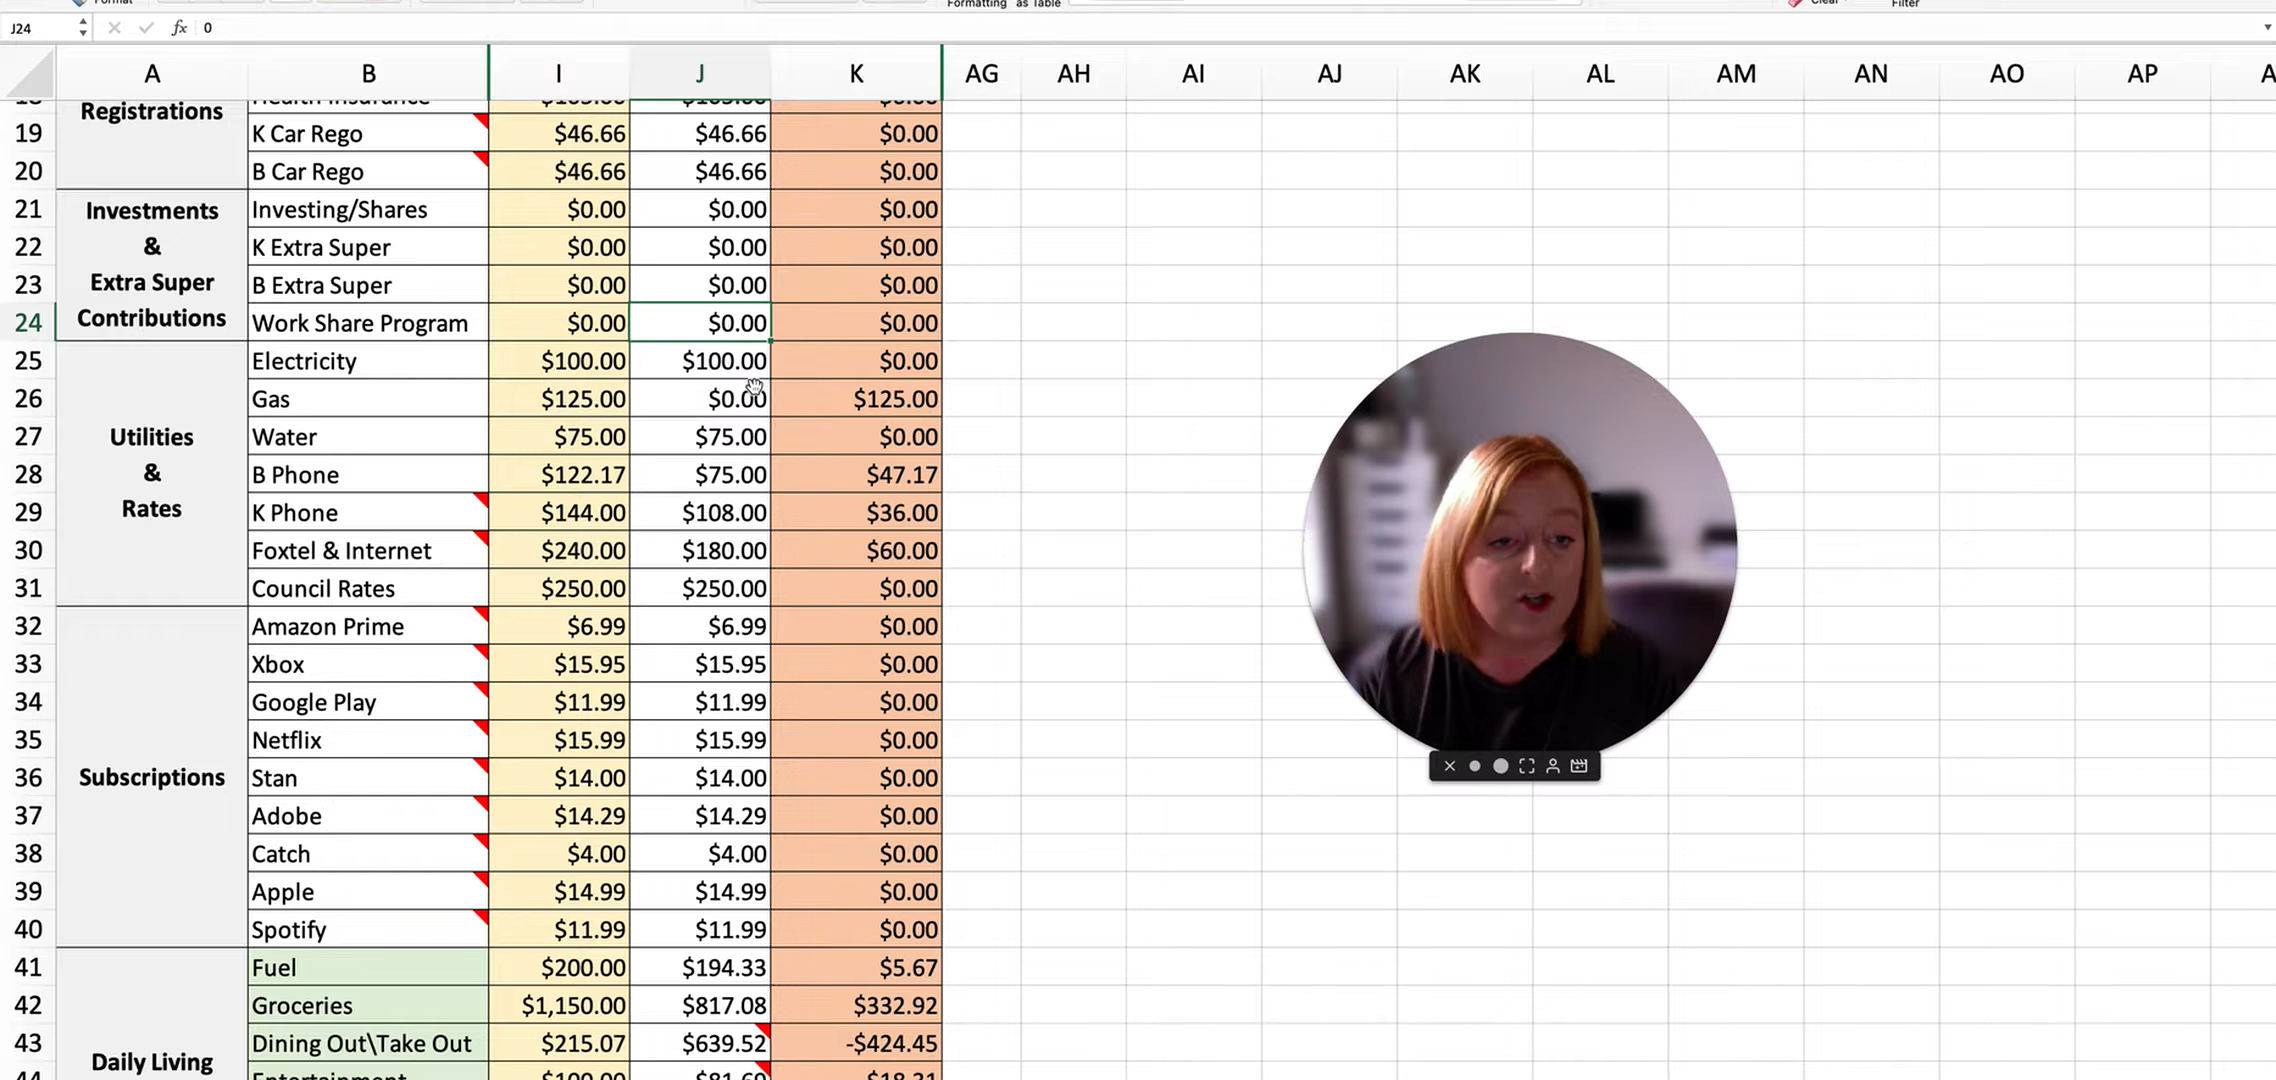 Format Formatting as Table Clear Filter
J24 fx 0
A B I J K AG AH AI AJ AK AL AM AN AO AP
Registrations Health Insurance
19 K Car Rego $46.66 $46.66 $0.00
20 B Car Rego $46.66 $46.66 $0.00
21 Investments Investing/Shares $0.00 $0.00 $0.00
22 & K Extra Super $0.00 $0.00 $0.00
23 Extra Super B Extra Super $0.00 $0.00 $0.00
24 Contributions Work Share Program $0.00 $0.00 $0.00
25 Electricity $100.00 $100.00 $0.00
26 Gas $125.00 $0.00 $125.00
27 Utilities Water $75.00 $75.00 $0.00
28 & B Phone $122.17 $75.00 $47.17
29 Rates K Phone $144.00 $108.00 $36.00
30 Foxtel & Internet $240.00 $180.00 $60.00
31 Council Rates $250.00 $250.00 $0.00
32 Amazon Prime $6.99 $6.99 $0.00
33 Xbox $15.95 $15.95 $0.00
34 Google Play $11.99 $11.99 $0.00
35 Netflix $15.99 $15.99 $0.00
36 Subscriptions Stan $14.00 $14.00 $0.00
37 Adobe $14.29 $14.29 $0.00
38 Catch $4.00 $4.00 $0.00
39 Apple $14.99 $14.99 $0.00
40 Spotify $11.99 $11.99 $0.00
41 Fuel $200.00 $194.33 $5.67
42 Groceries $1,150.00 $817.08 $332.92
43 Daily Living Dining Out\Take Out $215.07 $639.52 -$424.45
44 Entertainment $100.00 $81.69 $18.31